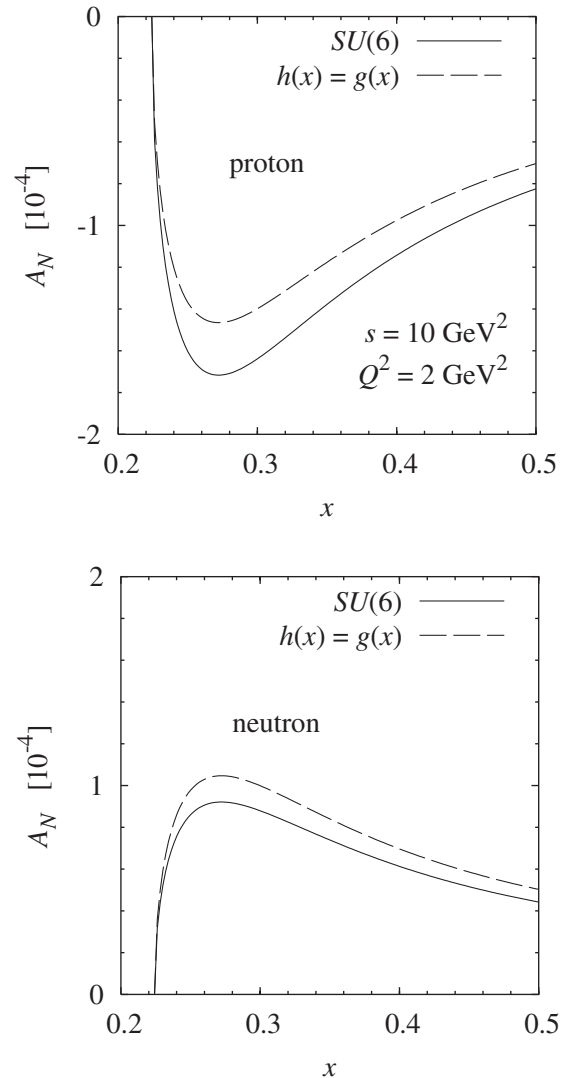 0
SU(6)
h(x) = g(x)
proton
-1
A_N [10^-4]
s = 10 GeV^2
Q^2 = 2 GeV^2
-2
0.2 0.3 0.4 0.5
x
2
SU(6)
h(x) = g(x)
neutron
1
A_N [10^-4]
0
0.2 0.3 0.4 0.5
x